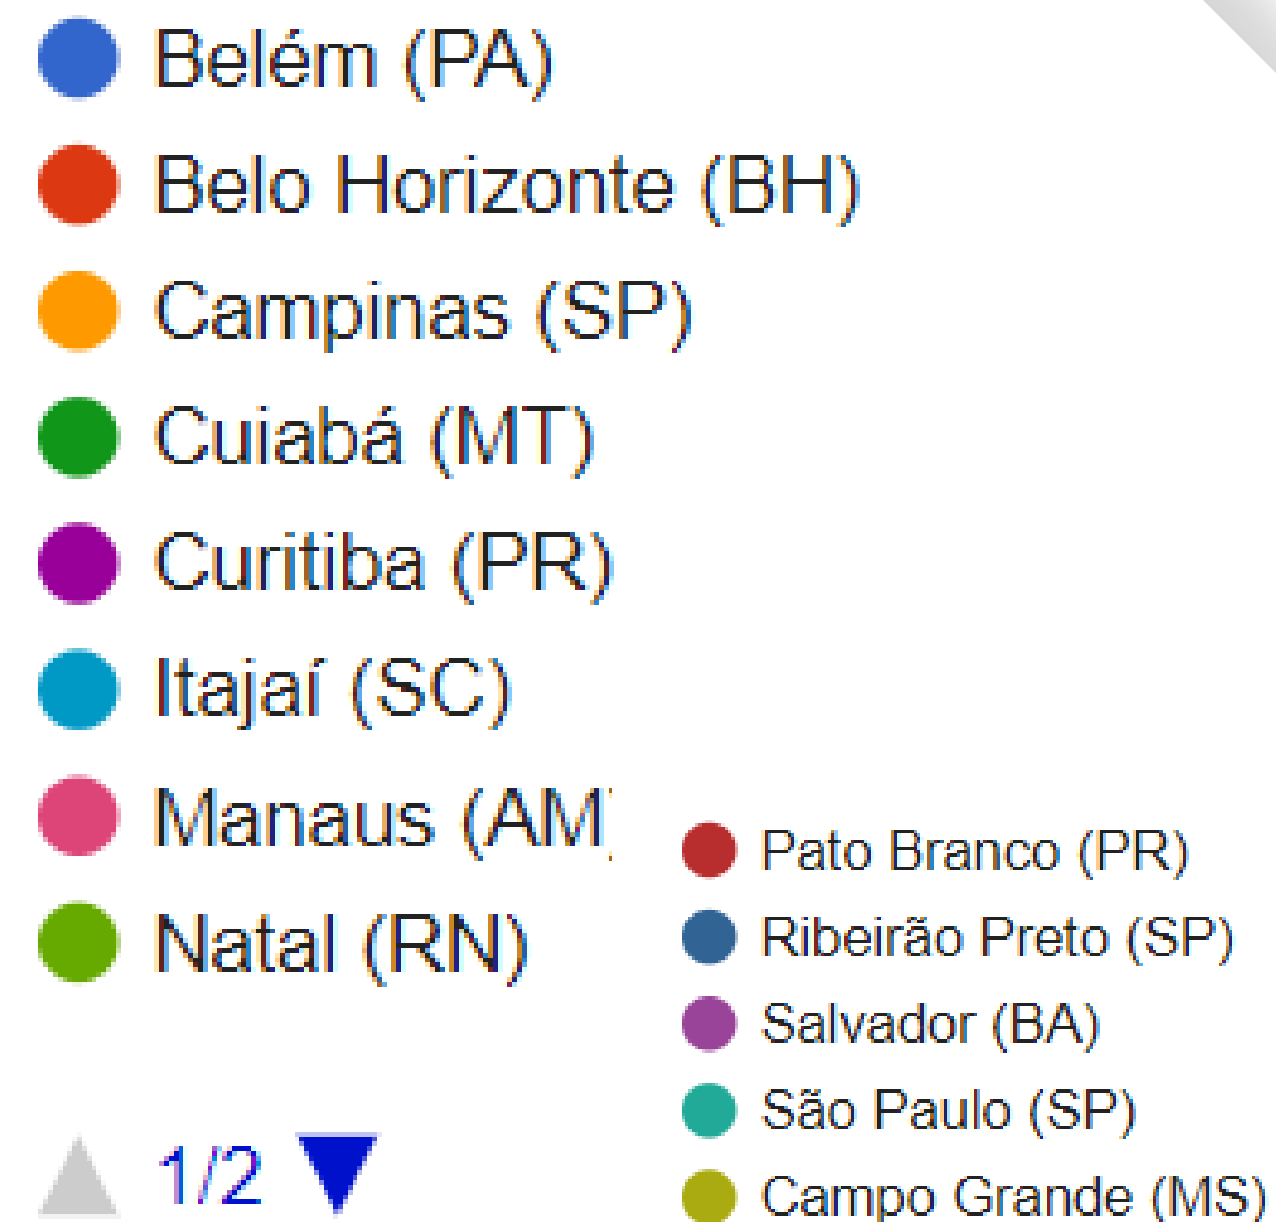 Belém (PA)
Belo Horizonte (BH)
Campinas (SP)
Cuiabá (MT)
Curitiba (PR)
Itajaí (SC)
Manaus (AM)
Natal (RN)
1/2
Pato Branco (PR)
Ribeirão Preto (SP)
Salvador (BA)
São Paulo (SP)
Campo Grande (MS)